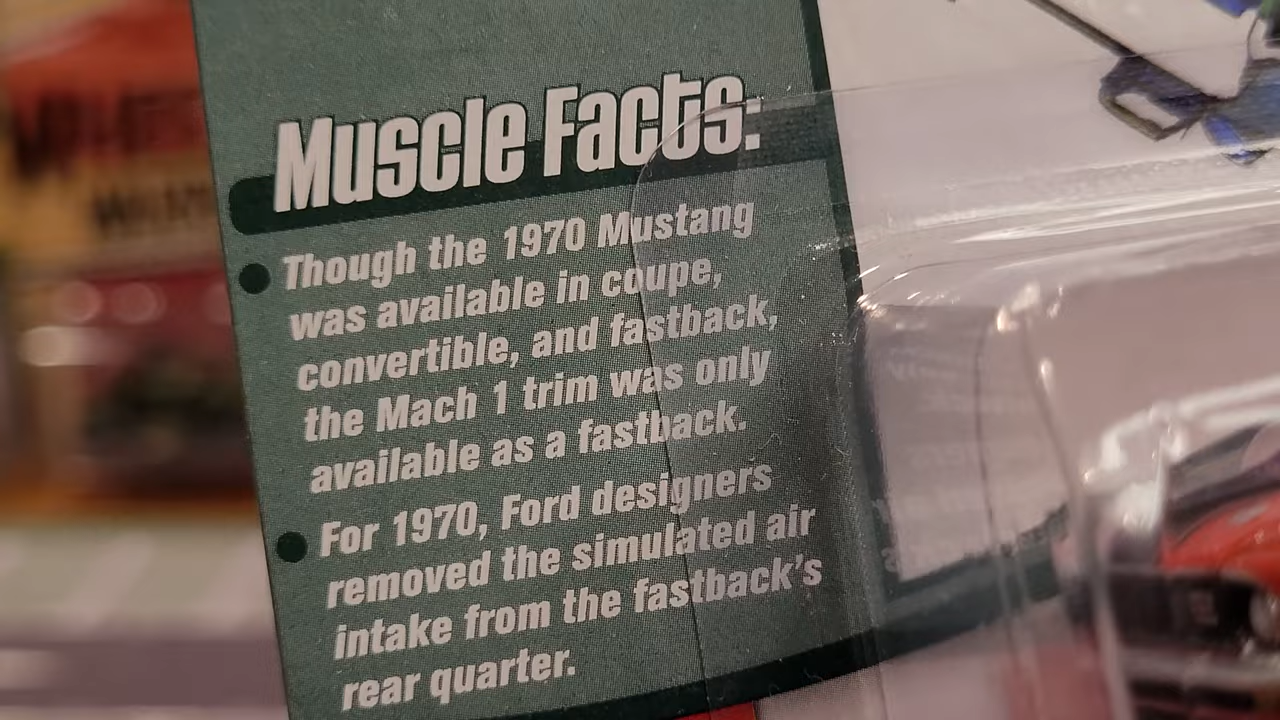 Muscle Facts:
Though the 1970 Mustang
was available in coupe,
convertible, and fastback,
the Mach 1 trim was only
available as a fastback.
For 1970, Ford designers
removed the simulated air
intake from the fastback's
rear quarter.